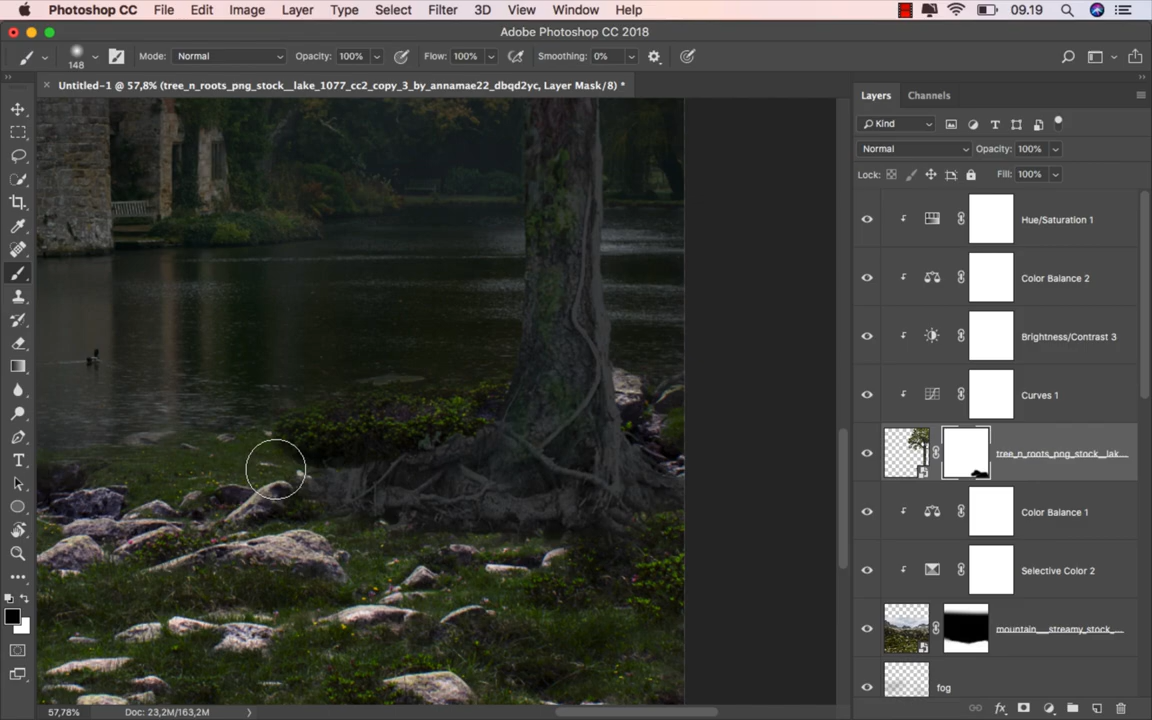 Photoshop CC File Edit Image Layer Type Select Filter 3D View Window Help 09.19
Adobe Photoshop CC 2018
148 Mode: Normal Opacity: 100% Flow: 100% Smoothing: 0%
Untitled-1 @ 57,8% (tree_n_roots_png_stock__lake_1077_cc2_copy_3_by_annamae22_dbqd2yc, Layer Mask/8) *
Layers Channels
Kind
Normal Opacity: 100%
Lock: Fill: 100%
Hue/Saturation 1
Color Balance 2
Brightness/Contrast 3
Curves 1
tree_n_roots_png_stock__lak...
Color Balance 1
Selective Color 2
mountain__streamy_stock_...
fog
57,78% Doc: 23,2M/163,2M